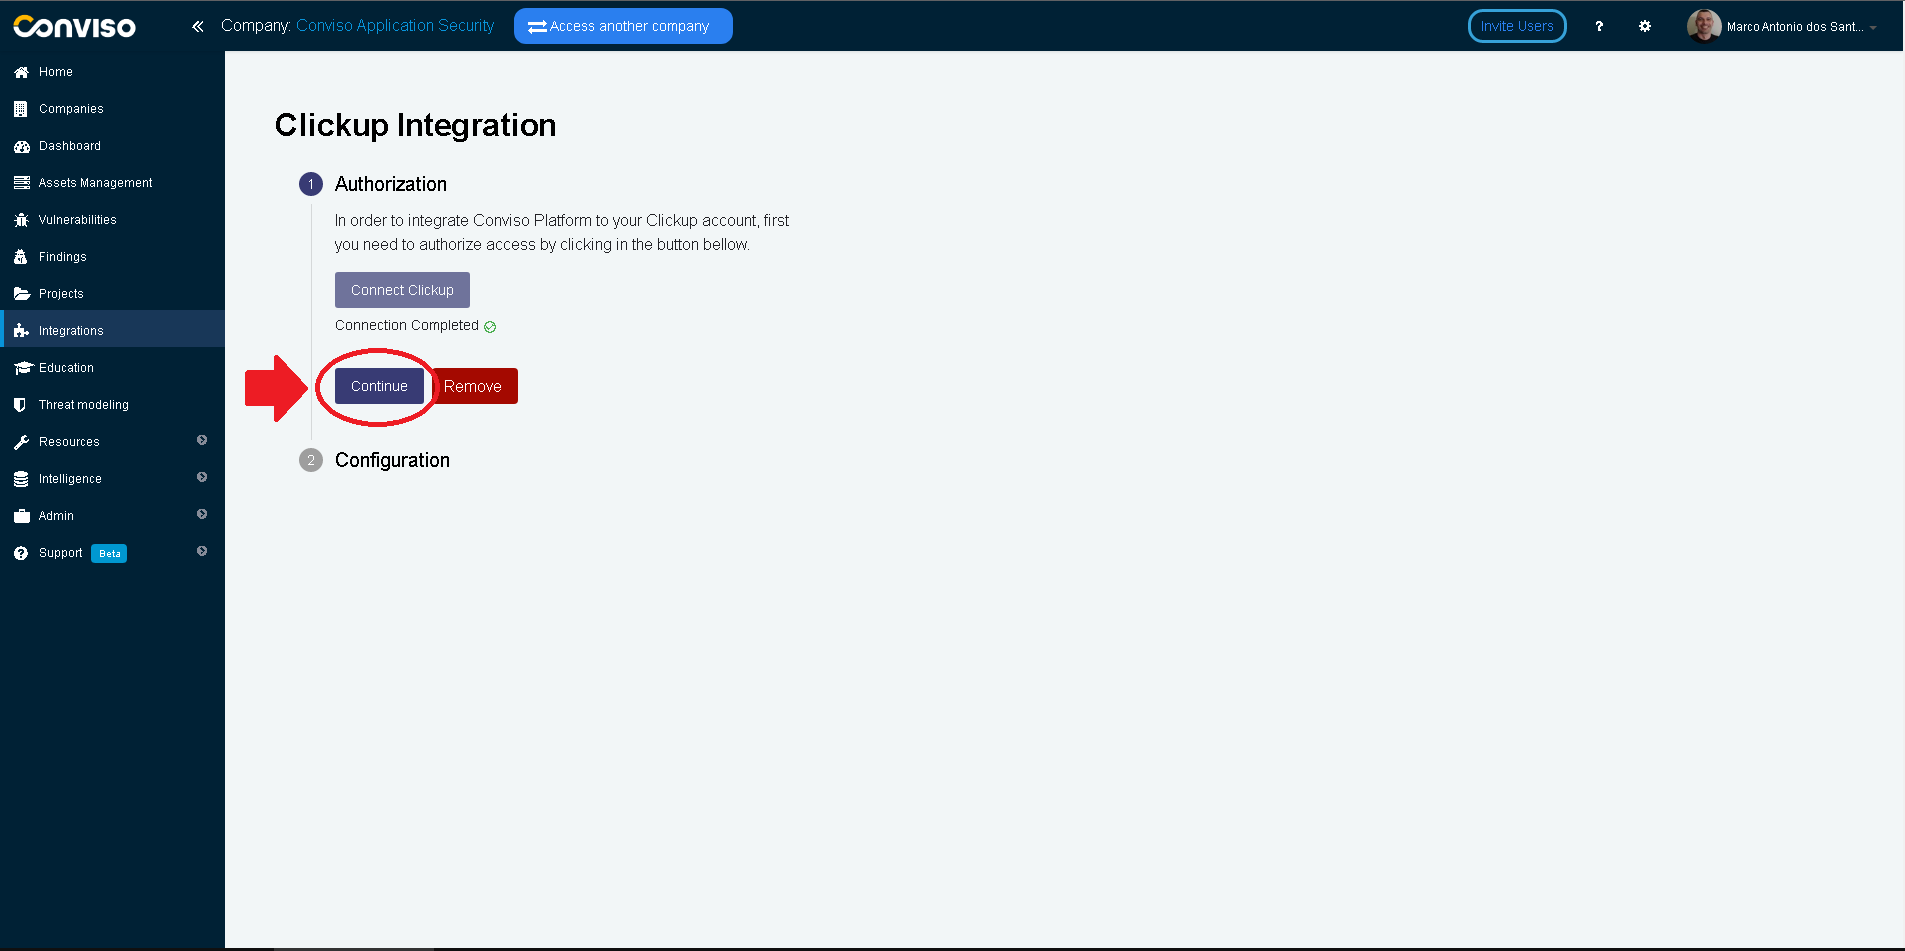 Conviso
Company: Conviso Application Security
Access another company
Invite Users
?
Marco Antonio dos Sant...
Home
Companies
Dashboard
Assets Management
Vulnerabilities
Findings
Projects
Integrations
Education
Threat modeling
Resources
Intelligence
Admin
Support Beta
Clickup Integration
1 Authorization
In order to integrate Conviso Platform to your Clickup account, first
you need to authorize access by clicking in the button bellow.
Connect Clickup
Connection Completed
Continue Remove
2 Configuration